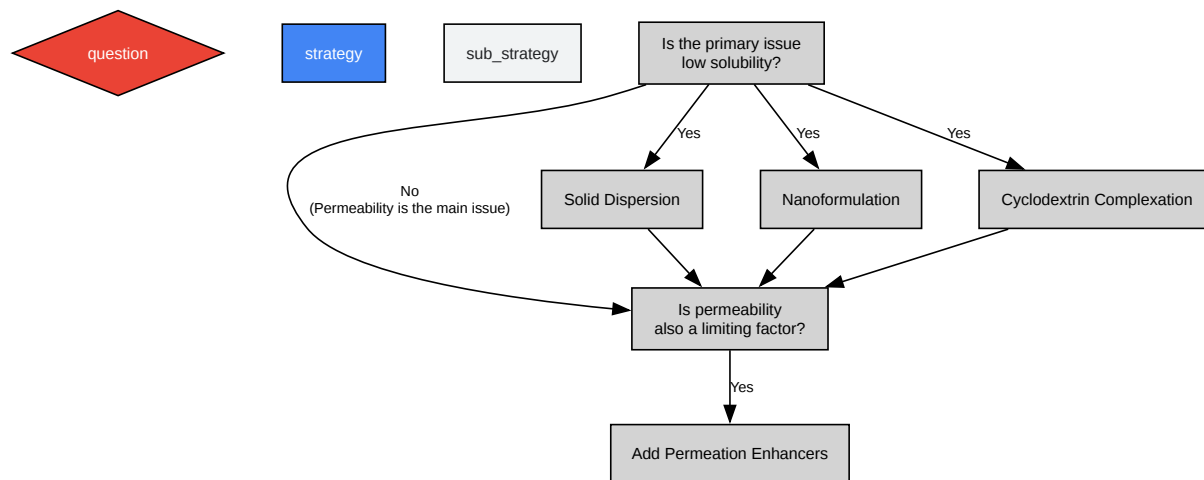 question
strategy
sub_strategy
Is the primary issue
low solubility?
Yes
Yes
Yes
No
(Permeability is the main issue)
Solid Dispersion
Nanoformulation
Cyclodextrin Complexation
Is permeability
also a limiting factor?
Yes
Add Permeation Enhancers